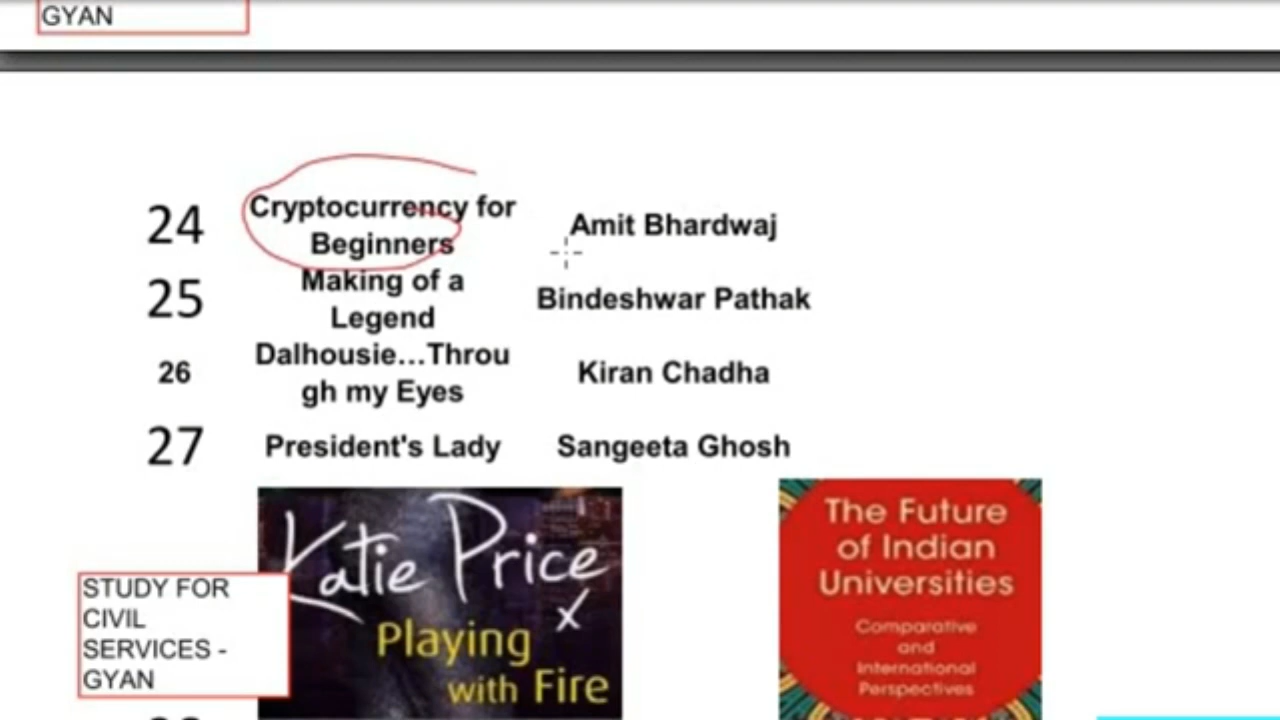 GYAN
24 Cryptocurrency for Beginners Amit Bhardwaj
25 Making of a Legend Bindeshwar Pathak
26 Dalhousie…Throu gh my Eyes Kiran Chadha
27 President's Lady Sangeeta Ghosh
STUDY FOR
CIVIL
SERVICES -
GYAN
Katie Price
x
Playing
with Fire
The Future
of Indian
Universities
Comparative
and
International
Perspectives